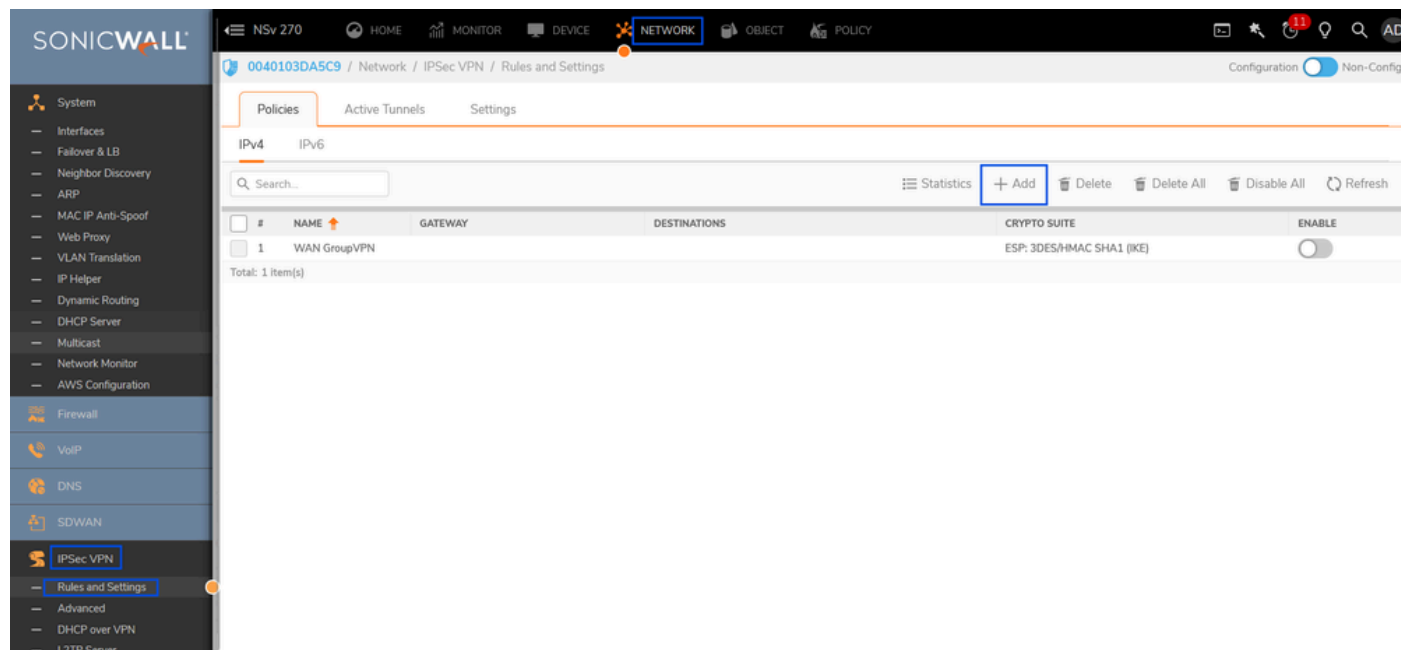 SONICWALL
NSv 270 HOME MONITOR DEVICE NETWORK OBJECT POLICY 11
0040103DA5C9 / Network / IPSec VPN / Rules and Settings Configuration Non-Config
System
Interfaces
Failover & LB
Neighbor Discovery
ARP
MAC IP Anti-Spoof
Web Proxy
VLAN Translation
IP Helper
Dynamic Routing
DHCP Server
Multicast
Network Monitor
AWS Configuration
Firewall
VoIP
DNS
SDWAN
IPSec VPN
Rules and Settings
Advanced
DHCP over VPN
L2TP Server
Policies Active Tunnels Settings
IPv4 IPv6
Search... Statistics + Add Delete Delete All Disable All Refresh
# NAME GATEWAY DESTINATIONS CRYPTO SUITE ENABLE
1 WAN GroupVPN ESP: 3DES/HMAC SHA1 (IKE)
Total: 1 item(s)